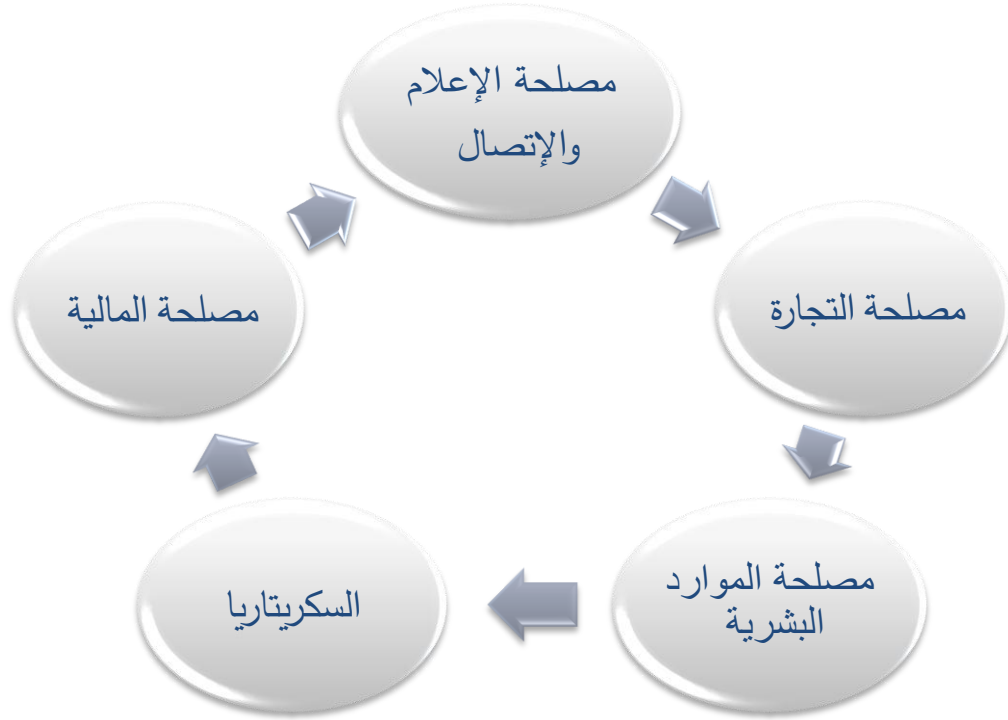 مصلحة الإعلام
والإتصال
مصلحة التجارة
مصلحة الموارد
البشرية
السكريتاريا
مصلحة المالية